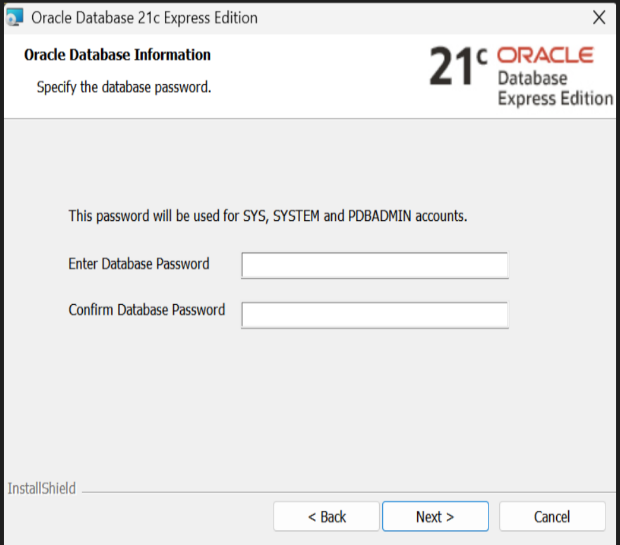 Oracle Database 21c Express Edition
Oracle Database Information
Specify the database password.
21c ORACLE
Database
Express Edition
This password will be used for SYS, SYSTEM and PDBADMIN accounts.
Enter Database Password
Confirm Database Password
InstallShield
< Back Next > Cancel